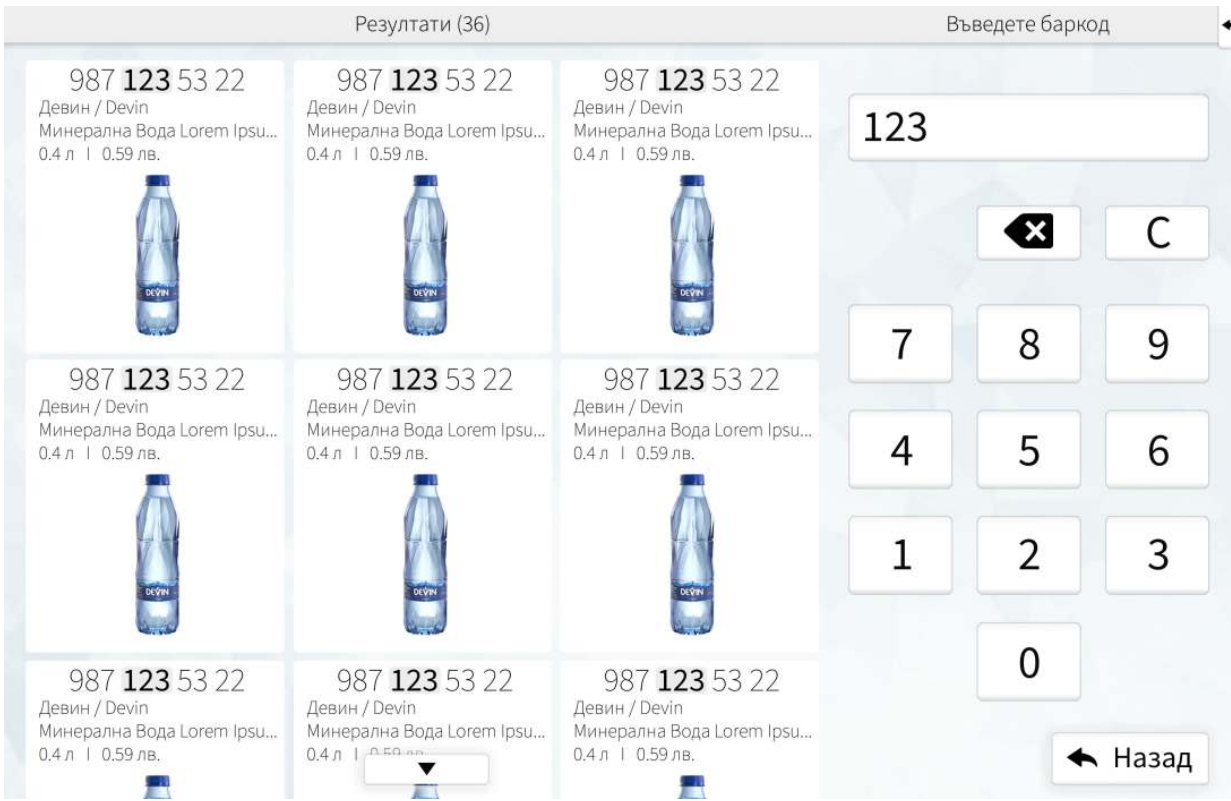 Резултати (36)
Въведете баркод
987 123 53 22
Девин / Devin
Минерална Вода Lorem Ipsu...
0.4 л | 0.59 лв.
DEVIN
987 123 53 22
Девин / Devin
Минерална Вода Lorem Ipsu...
0.4 л | 0.59 лв.
DEVIN
987 123 53 22
Девин / Devin
Минерална Вода Lorem Ipsu...
0.4 л | 0.59 лв.
DEVIN
987 123 53 22
Девин / Devin
Минерална Вода Lorem Ipsu...
0.4 л | 0.59 лв.
DEVIN
987 123 53 22
Девин / Devin
Минерална Вода Lorem Ipsu...
0.4 л | 0.59 лв.
DEVIN
987 123 53 22
Девин / Devin
Минерална Вода Lorem Ipsu...
0.4 л | 0.59 лв.
DEVIN
987 123 53 22
Девин / Devin
Минерална Вода Lorem Ipsu...
0.4 л | 0.59 лв.
987 123 53 22
Девин / Devin
Минерална Вода Lorem Ipsu...
0.4 л | 0.59 лв.
987 123 53 22
Девин / Devin
Минерална Вода Lorem Ipsu...
0.4 л | 0.59 лв.
123
C
7 8 9
4 5 6
1 2 3
0
Назад